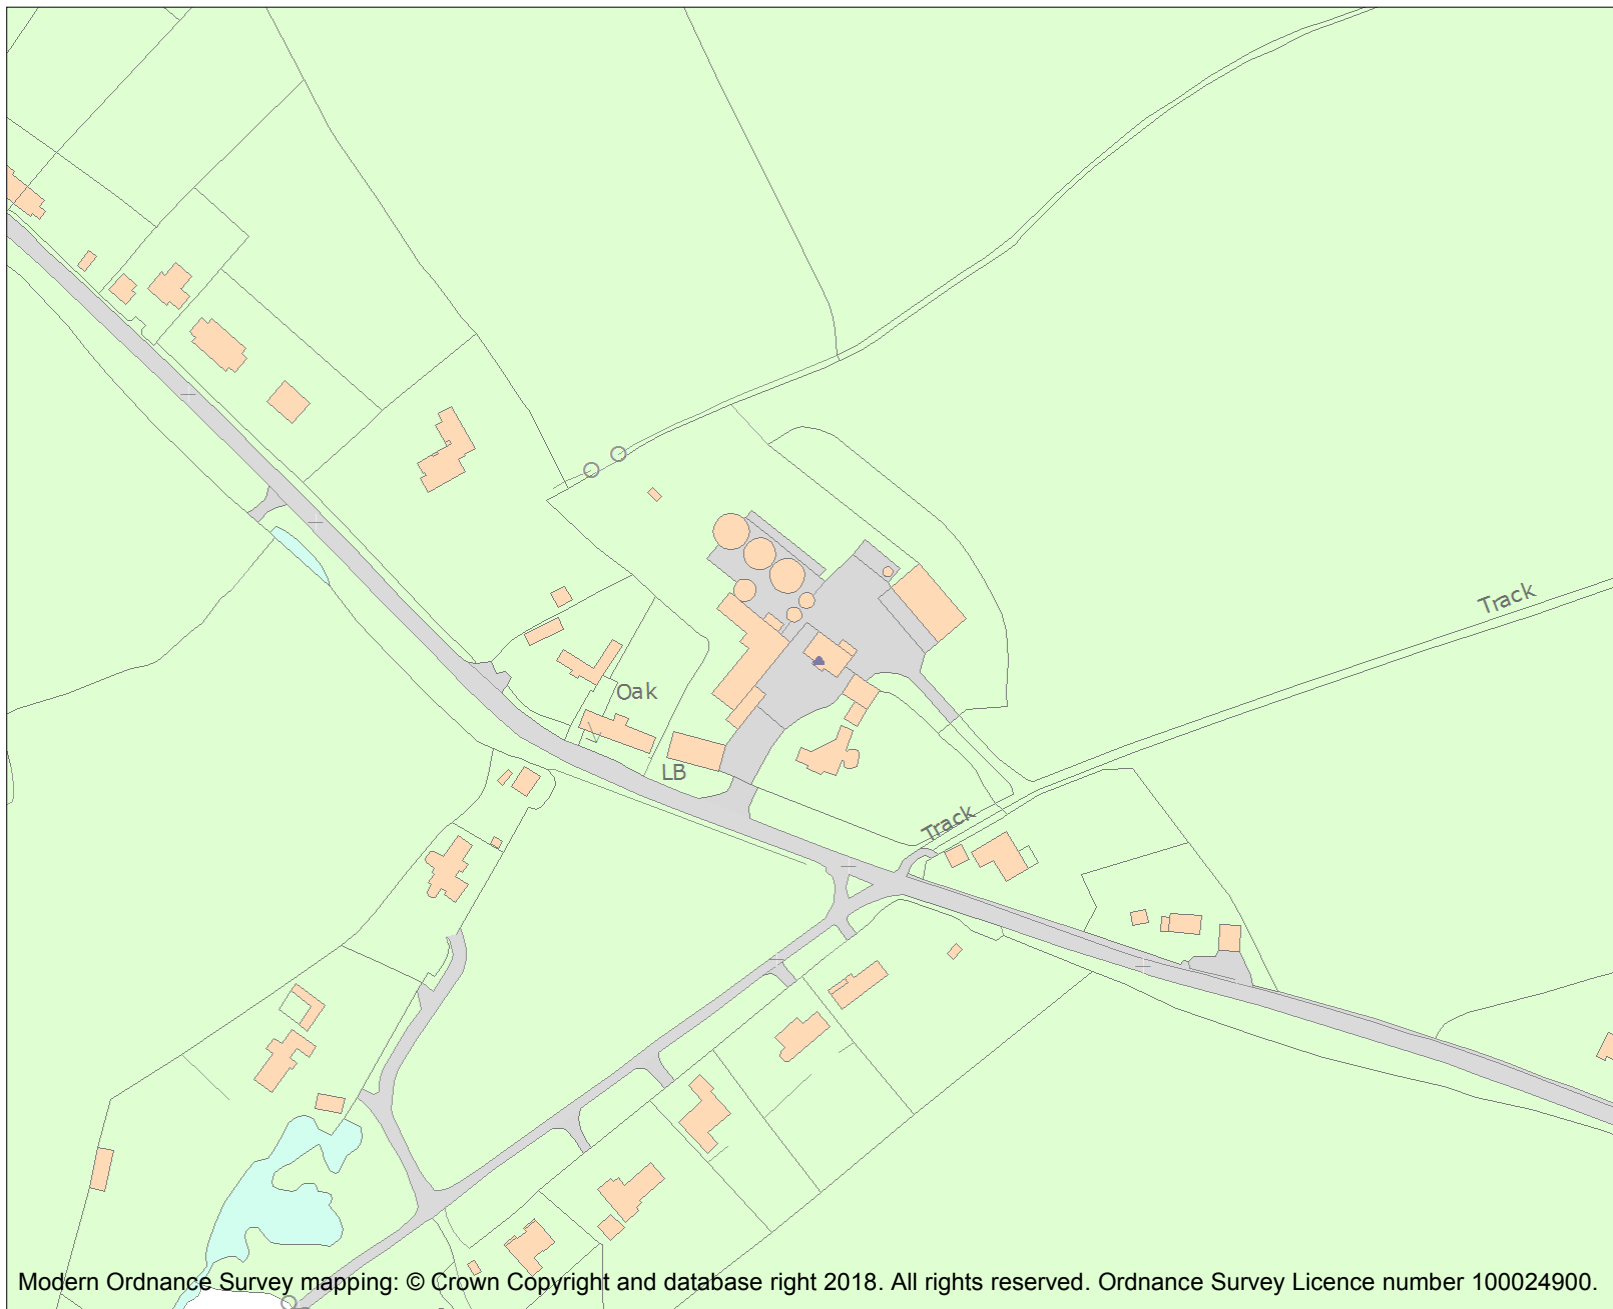 Track
Oak
LB
Track
Modern Ordnance Survey mapping: © Crown Copyright and database right 2018. All rights reserved. Ordnance Survey Licence number 100024900.